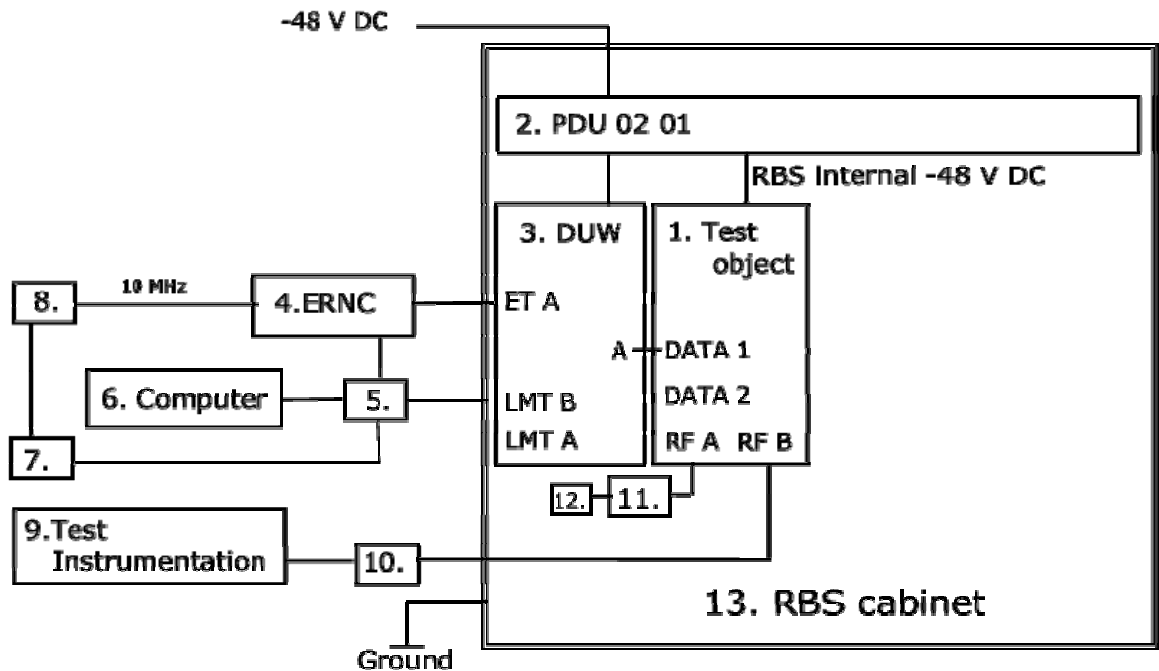 -48 V DC
2. PDU 02 01
RBS Internal -48 V DC
3. DUW
1. Test
object
8.
10 MHz
4.ERNC
ET A
A
DATA 1
6. Computer
5.
LMT B
DATA 2
LMT A
RF A RF B
7.
12.
11.
9.Test
Instrumentation
10.
13. RBS cabinet
Ground